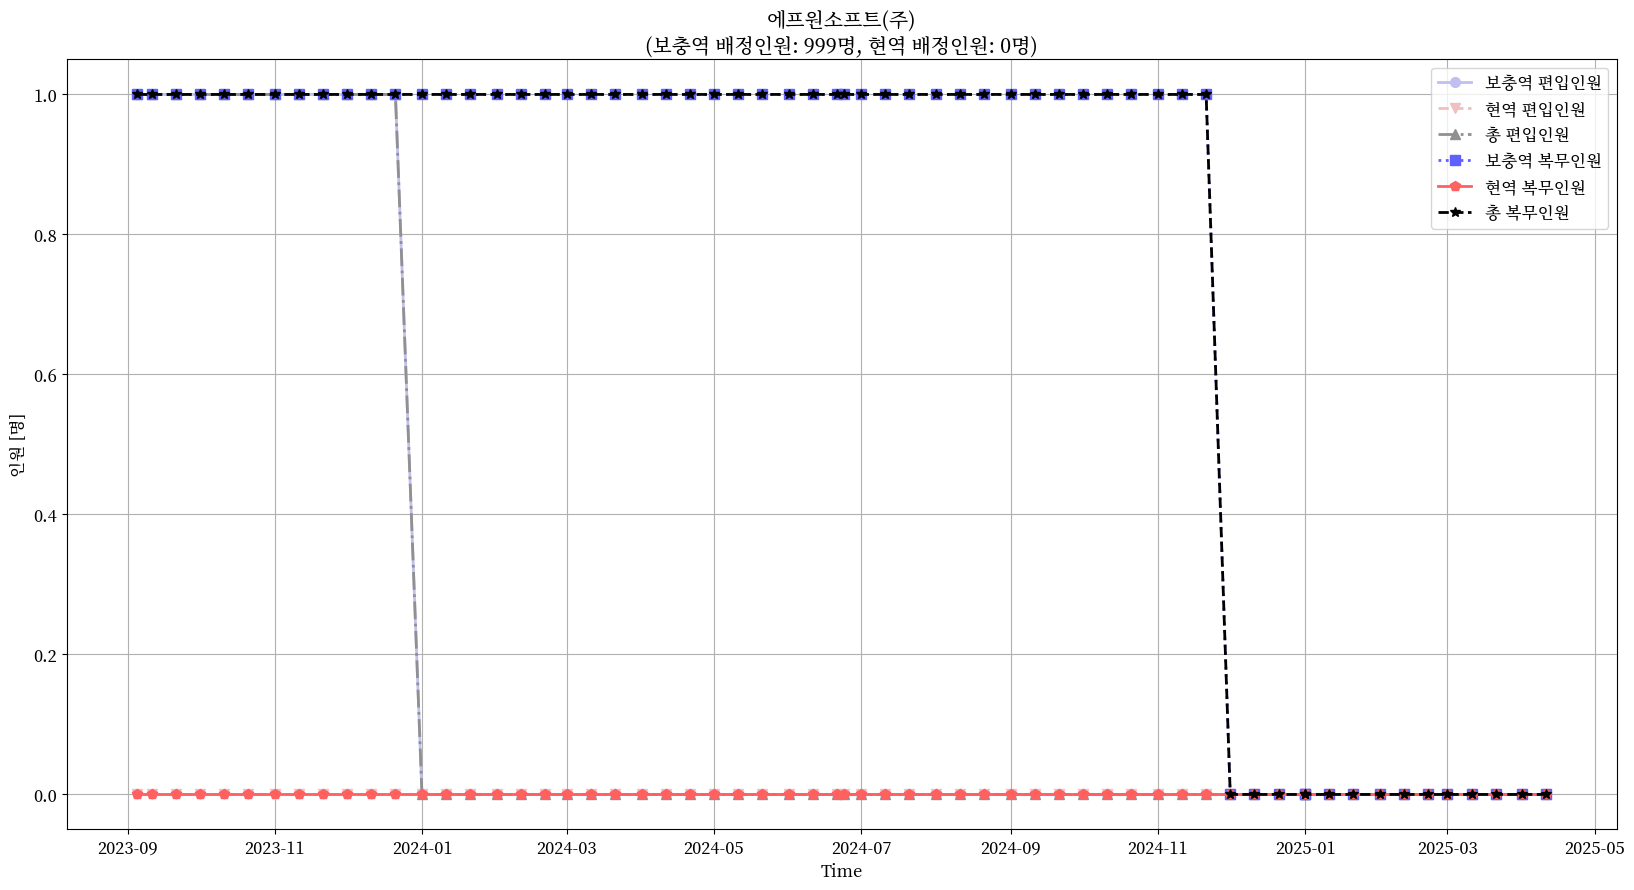 에프원소프트(주)
(보충역 배정인원: 999명, 현역 배정인원: 0명)
보충역 편입인원
현역 편입인원
총 편입인원
보충역 복무인원
현역 복무인원
총 복무인원
1.0
0.8
0.6
0.4
0.2
0.0
인원 [명]
2023-09
2023-11
2024-01
2024-03
2024-05
2024-07
2024-09
2024-11
2025-01
2025-03
2025-05
Time